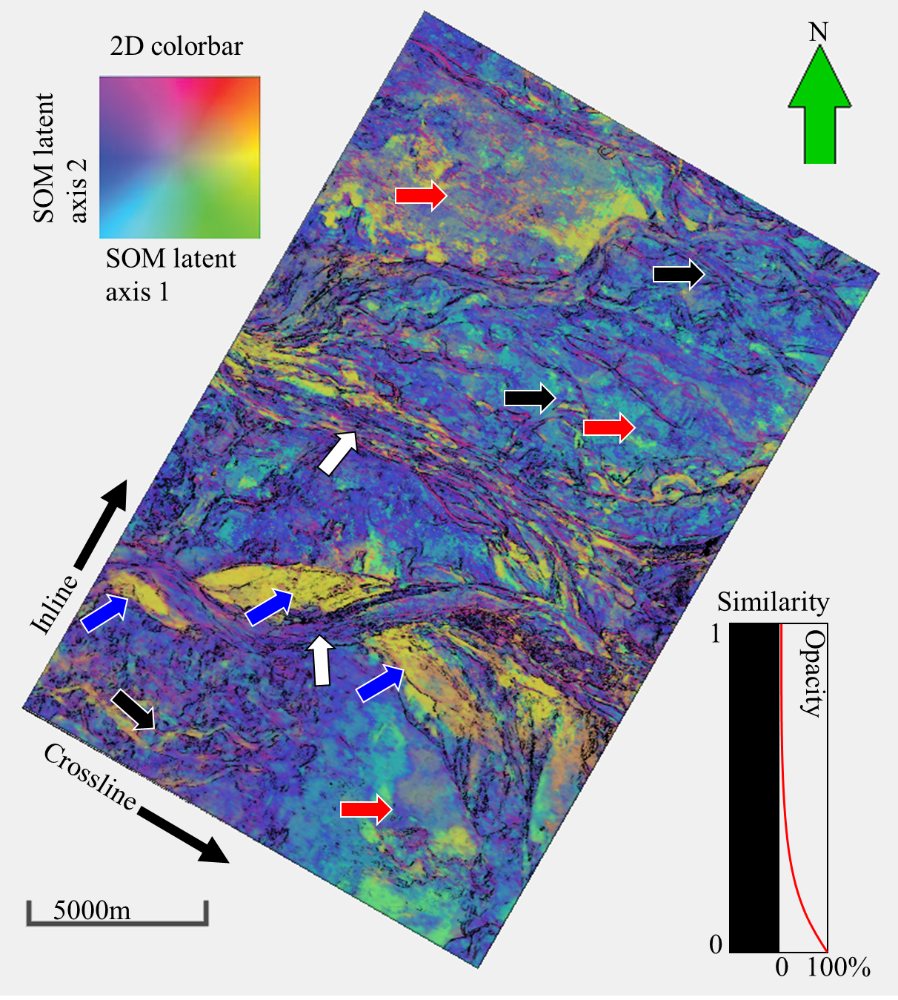 2D colorbar
N
SOM latent
axis 2
SOM latent
axis 1
Inline
Crossline
5000m
Similarity
1
Opacity
0
0 100%